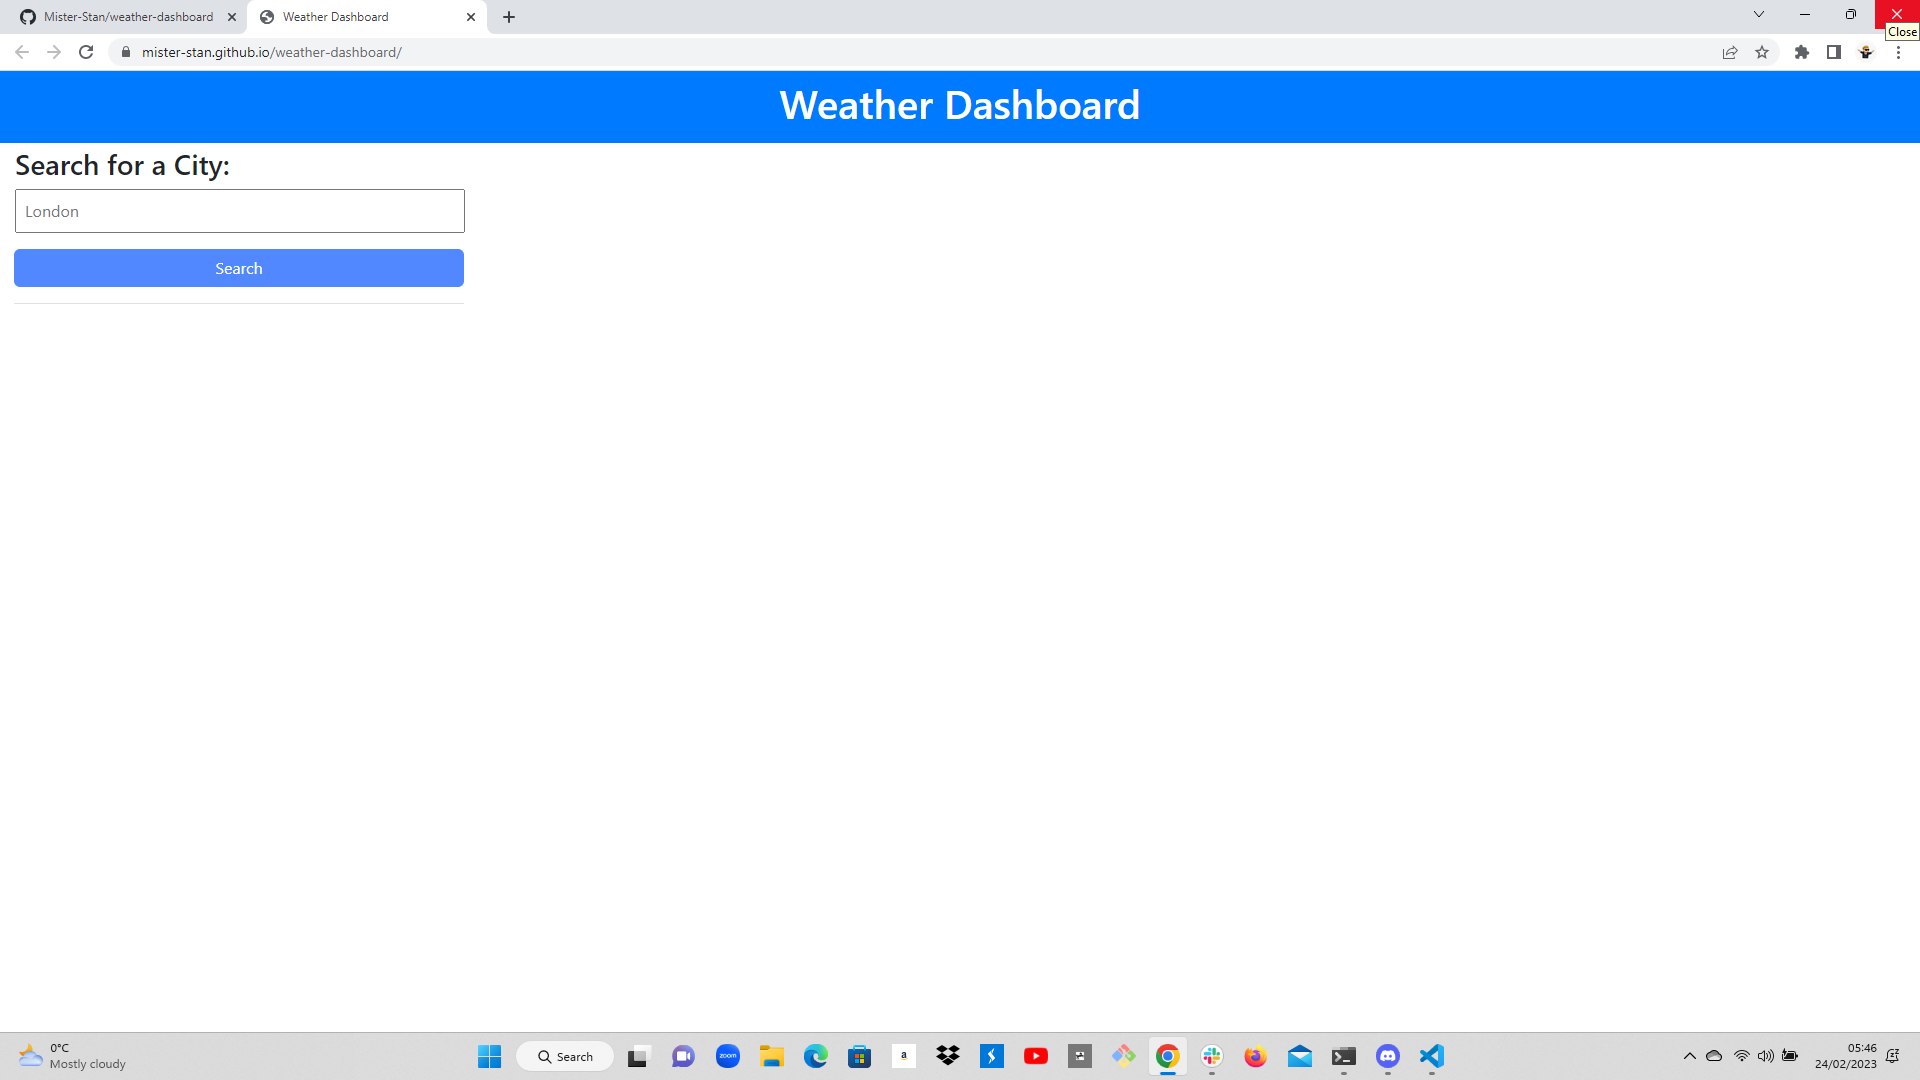 Mister-Stan/weather-dashboard
Weather Dashboard
Close
mister-stan.github.io/weather-dashboard/
Weather Dashboard
Search for a City:
London
Search
0°C
Mostly cloudy
Search
zoom
a
05:46
24/02/2023